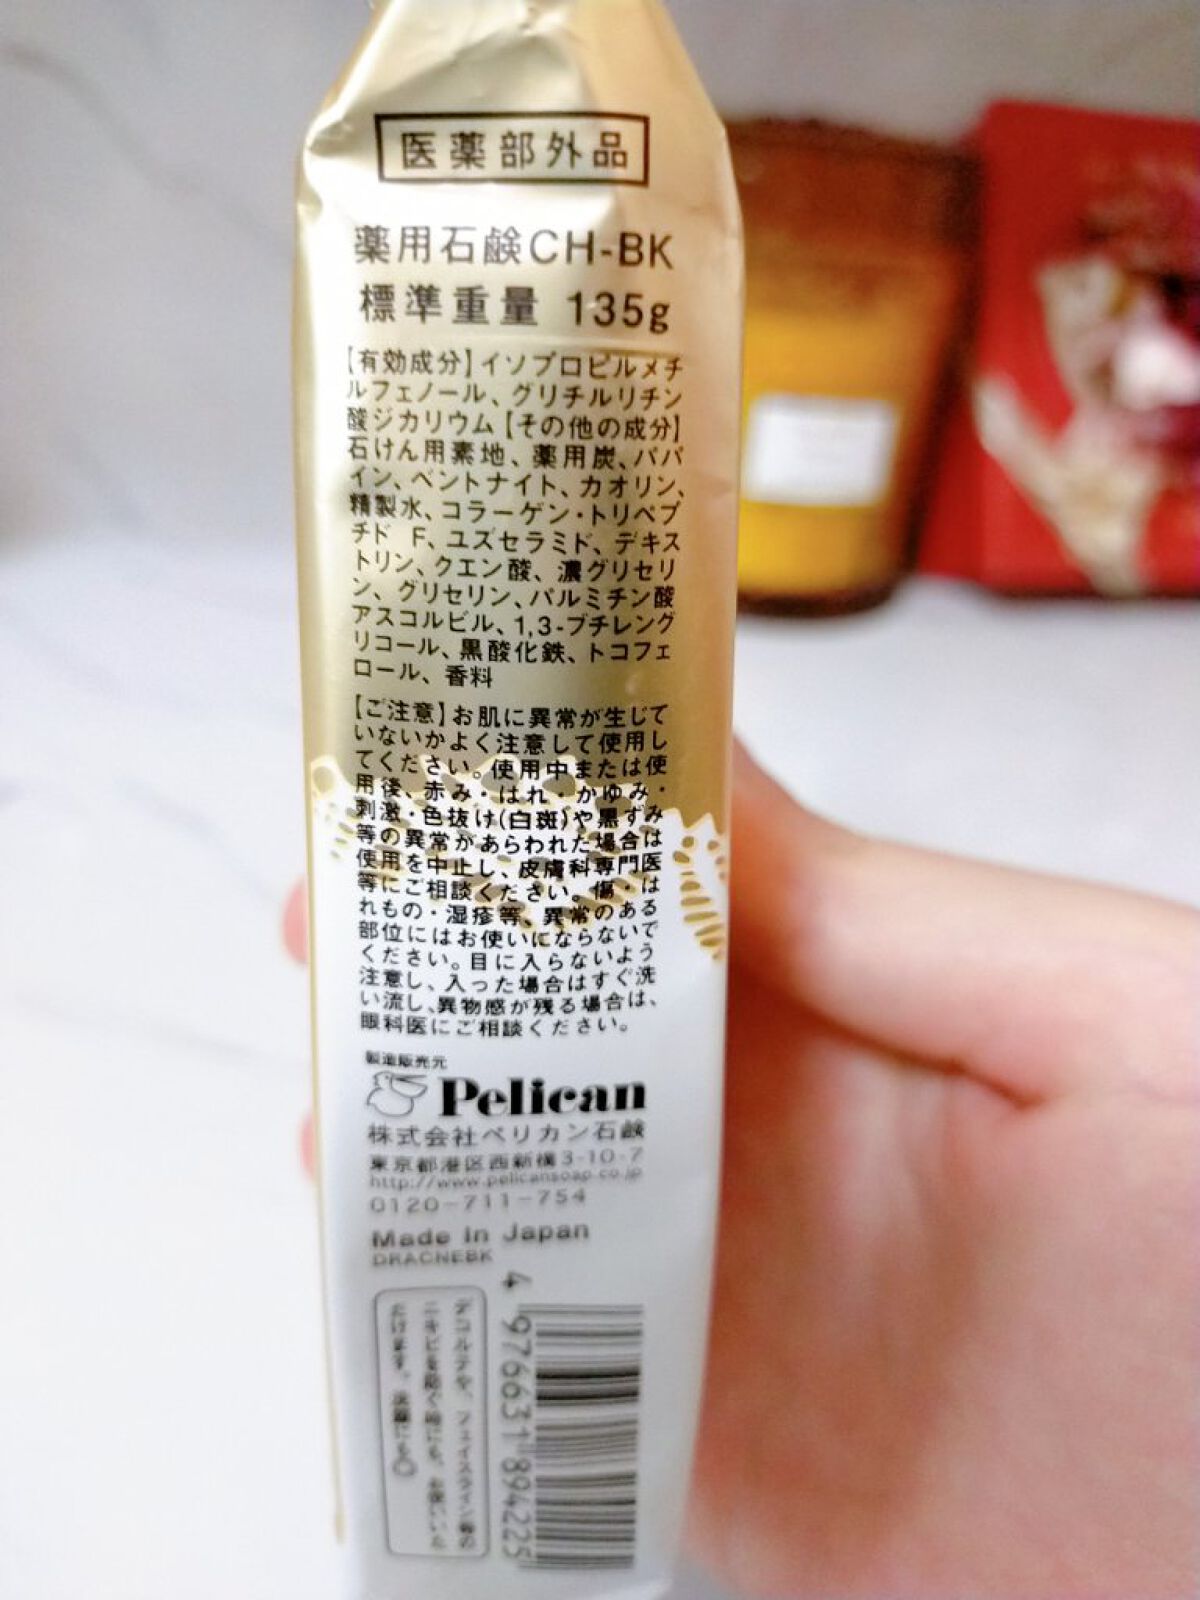 医薬部外品
薬用石鹸CH-BK
標準重量 135g
【有効成分】イソプロピルメチ
ルフェノール、グリチルリチン
酸ジカリウム【その他の成分】
石けん用素地、薬用炭、パパ
イン、ベントナイト、カオリン、
精製水、コラーゲン・トリペプ
チド F、ユズセラミド、デキス
トリン、クエン酸、濃グリセリ
ン、グリセリン、パルミチン酸
アスコルビル、1,3-ブチレング
リコール、黒酸化鉄、トコフェ
ロール、香料
【ご注意】お肌に異常が生じて
いないかよく注意して使用し
てください。使用中または使
用後、赤み・はれ・かゆみ・
刺激・色抜け(白斑)や黒ずみ
等の異常があらわれた場合は
使用を中止し、皮膚科専門医
等にご相談ください。傷・は
れもの・湿疹等、異常のある
部位にはお使いにならないで
ください。目に入らないよう
注意し、入った場合はすぐ洗
い流し、異物感が残る場合は、
眼科医にご相談ください。
製造販売元
Pelican
株式会社ペリカン石鹸
東京都港区西新橋3-10-7
http://www.pelicansoap.co.jp
0120-711-754
Made In Japan
DRACNEBK
デコルテや、フェイスライン等の
ニキビを防ぐ時にも、お使いいた
だけます。洗顔にも○
4 976631 894225